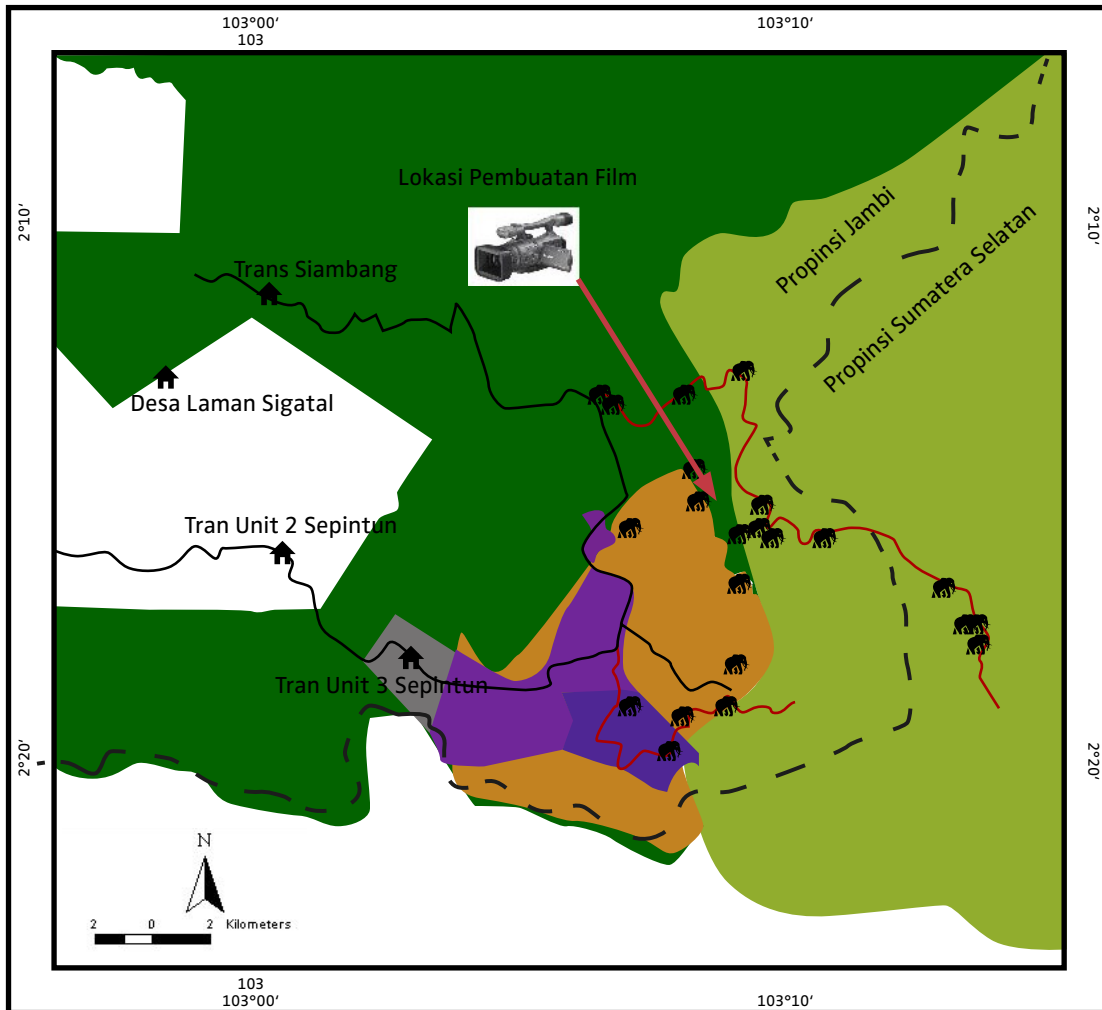 103°00′
103
103°10′
2°10′
2°10′
Lokasi Pembuatan Film
Propinsi Jambi
Propinsi Sumatera Selatan
Trans Siambang
Desa Laman Sigatal
Tran Unit 2 Sepintun
Tran Unit 3 Sepintun
2°20′
2°20′
N
2 0 2 Kilometers
103
103°00′
103°10′